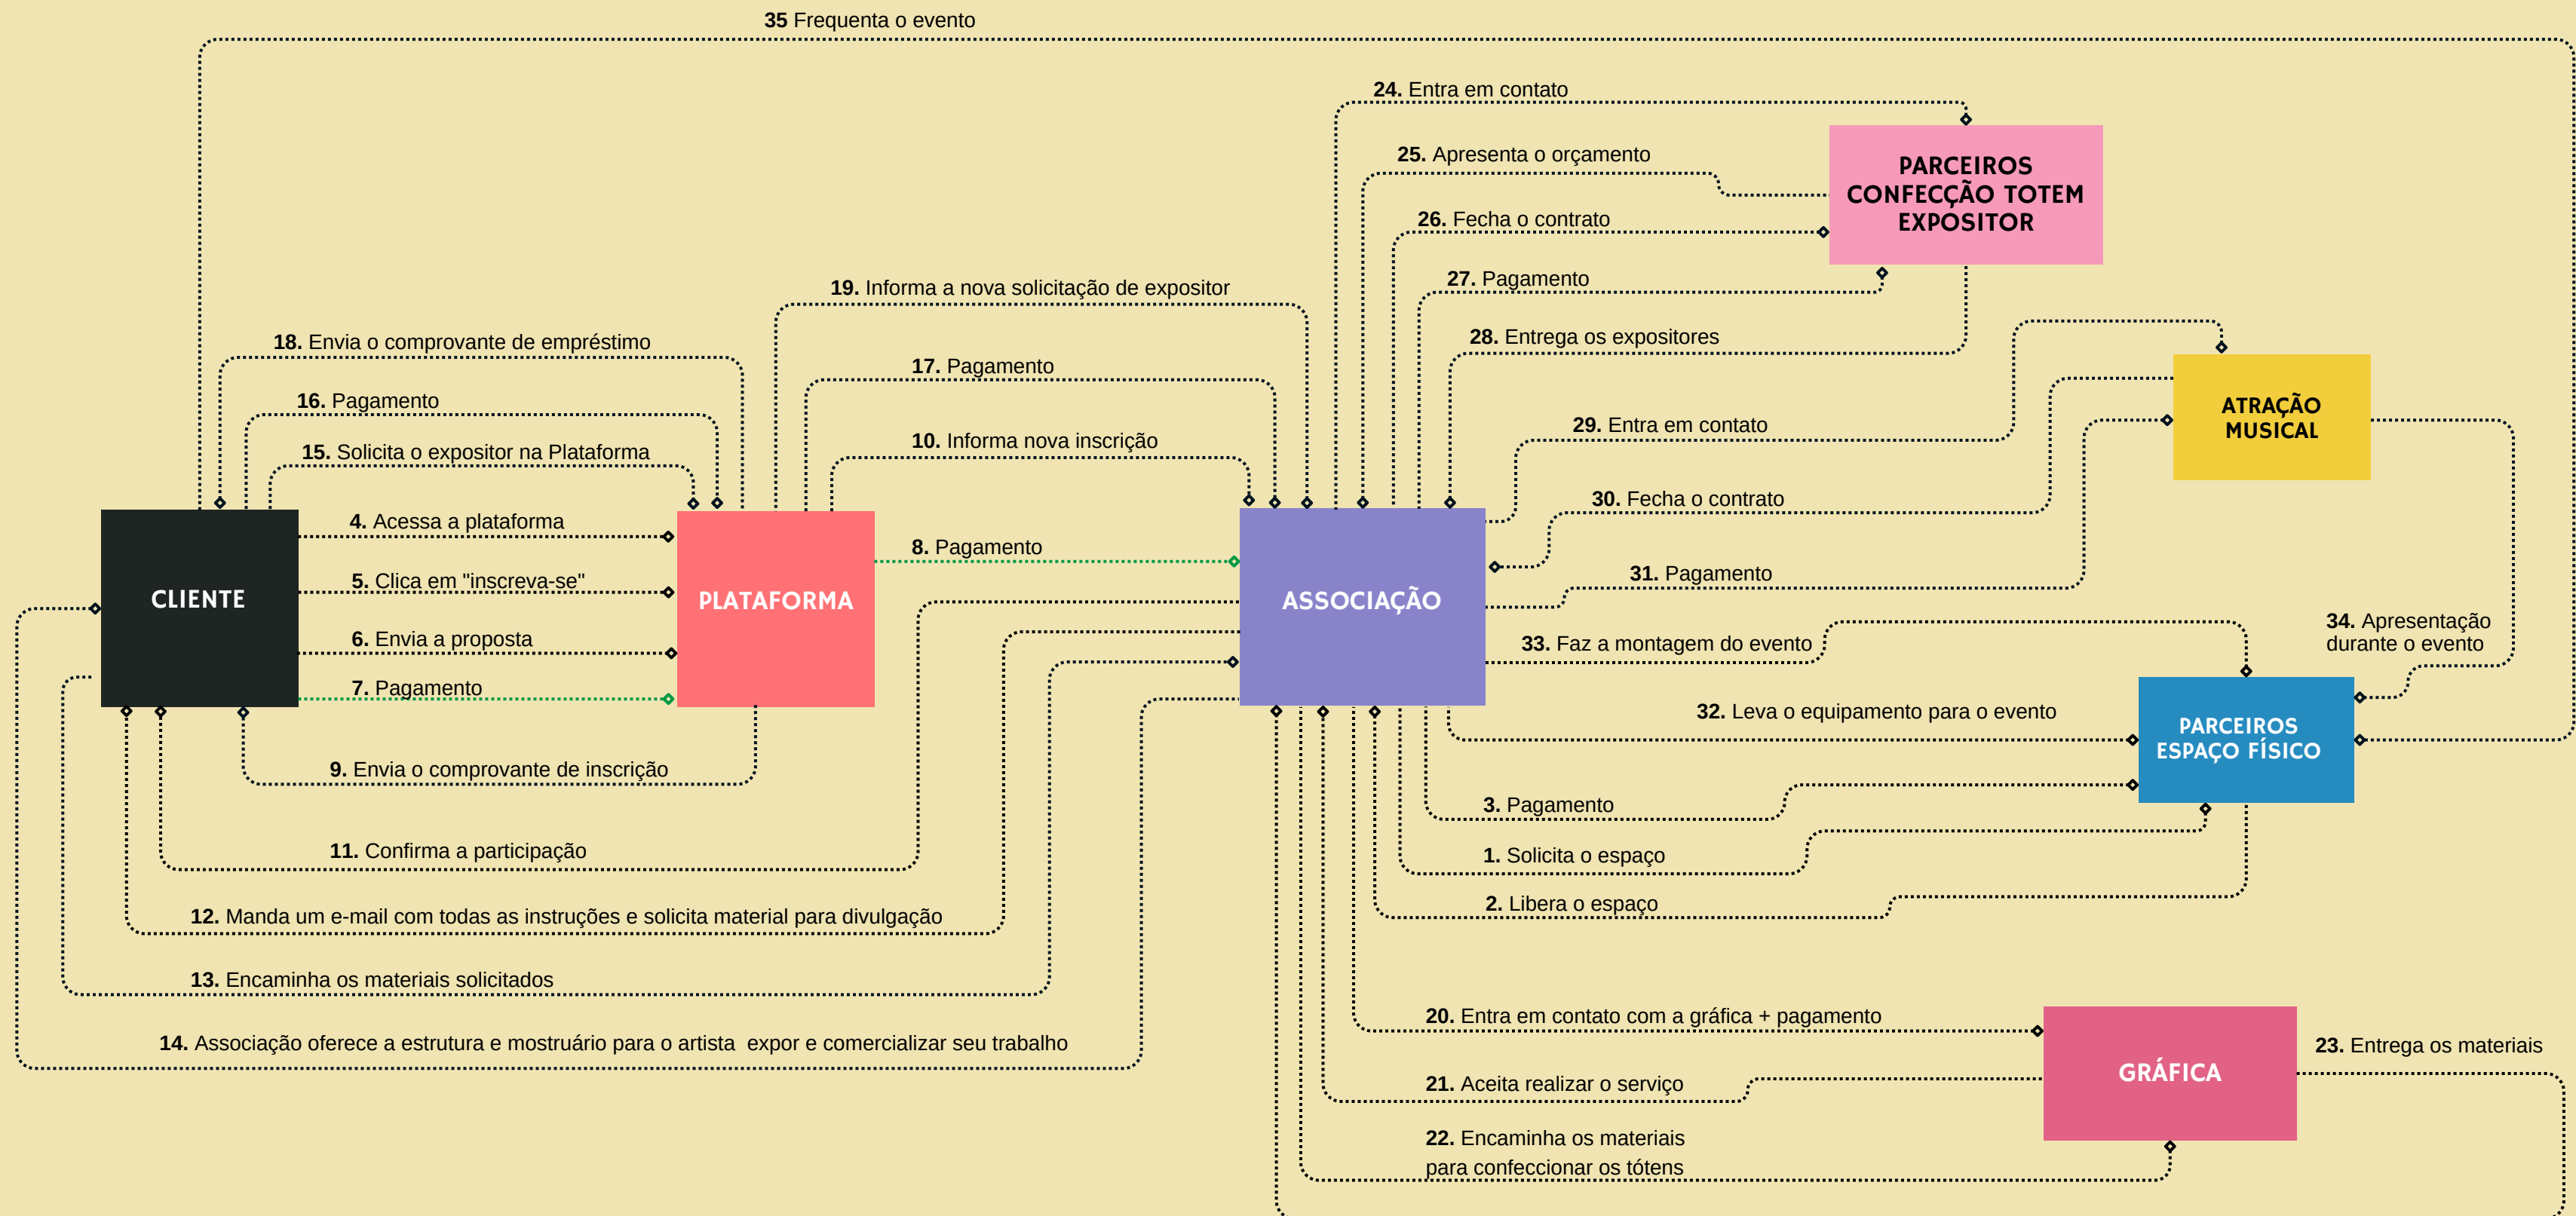 35 Frequenta o evento
24. Entra em contato
25. Apresenta o orçamento
26. Fecha o contrato
27. Pagamento
28. Entrega os expositores
PARCEIROS
CONFECÇÃO TOTEM
EXPOSITOR
19. Informa a nova solicitação de expositor
18. Envia o comprovante de empréstimo
17. Pagamento
16. Pagamento
15. Solicita o expositor na Plataforma
10. Informa nova inscrição
29. Entra em contato
30. Fecha o contrato
31. Pagamento
ATRAÇÃO
MUSICAL
4. Acessa a plataforma
5. Clica em "inscreva-se"
6. Envia a proposta
7. Pagamento
8. Pagamento
CLIENTE
PLATAFORMA
ASSOCIAÇÃO
33. Faz a montagem do evento
34. Apresentação
durante o evento
32. Leva o equipamento para o evento
PARCEIROS
ESPAÇO FÍSICO
9. Envia o comprovante de inscrição
3. Pagamento
11. Confirma a participação
1. Solicita o espaço
2. Libera o espaço
12. Manda um e-mail com todas as instruções e solicita material para divulgação
13. Encaminha os materiais solicitados
14. Associação oferece a estrutura e mostruário para o artista  expor e comercializar seu trabalho
20. Entra em contato com a gráfica + pagamento
21. Aceita realizar o serviço
22. Encaminha os materiais
para confeccionar os tótens
GRÁFICA
23. Entrega os materiais